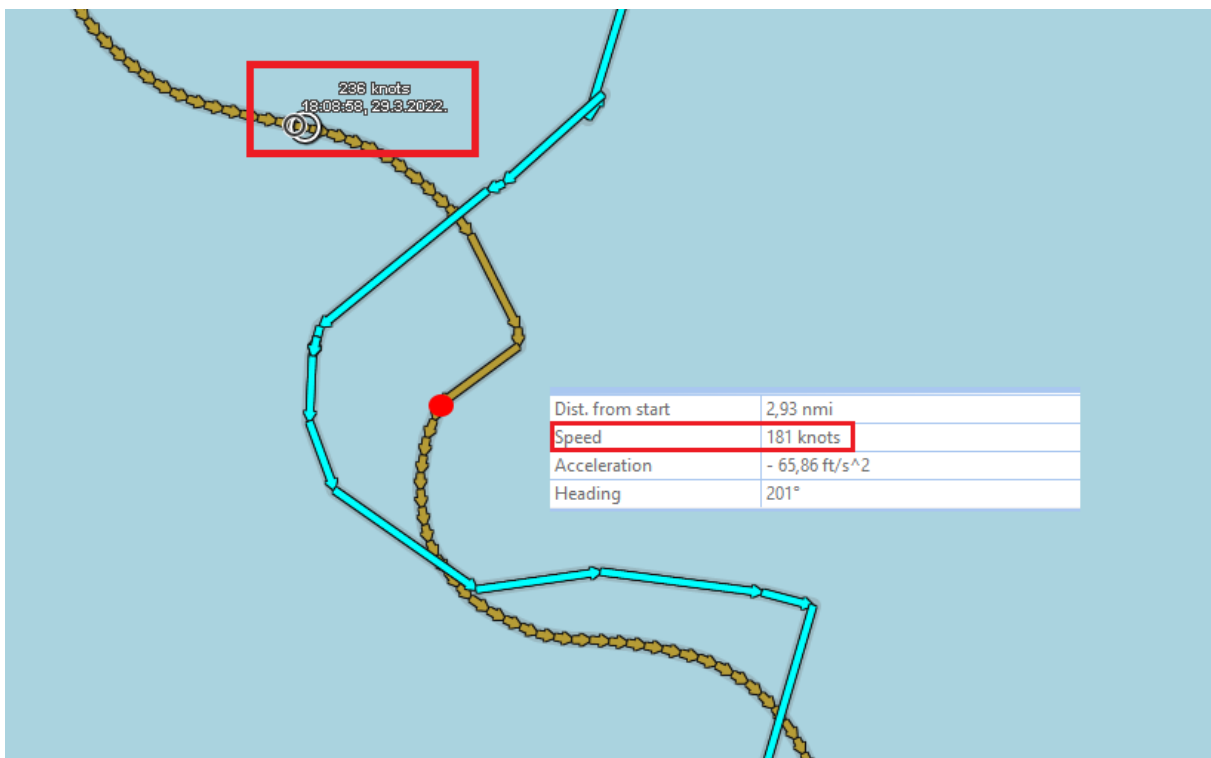 236 knots
18:08:58, 29.3.2022.
Dist. from start 2,93 nmi
Speed 181 knots
Acceleration - 65,86 ft/s^2
Heading 201°